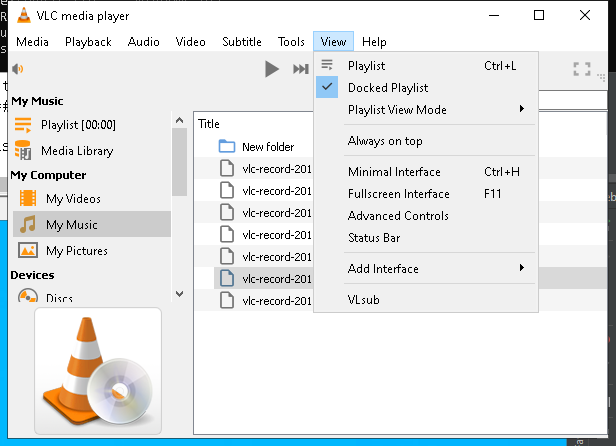 VLC media player
Media Playback Audio Video Subtitle Tools View Help
Playlist Ctrl+L
Docked Playlist
Playlist View Mode
Always on top
Minimal Interface Ctrl+H
Fullscreen Interface F11
Advanced Controls
Status Bar
Add Interface
VLsub
My Music
Playlist [00:00]
Media Library
My Computer
My Videos
My Music
My Pictures
Devices
Discs
Title
New folder
vlc-record-201
vlc-record-201
vlc-record-201
vlc-record-201
vlc-record-201
vlc-record-201
vlc-record-201